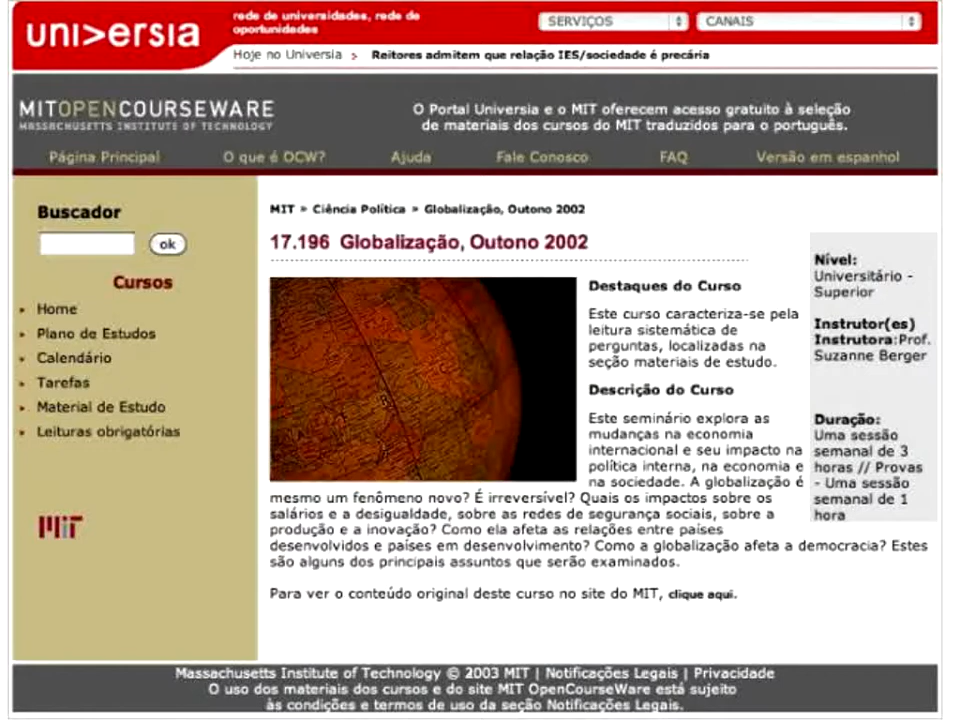 uni>ersia
rede de universidades, rede de
oportunidades
SERVIÇOS
CANAIS
Hoje no Universia > Reitores admitem que relação IES/sociedade é precária
MITOPENCOURSEWARE
MASSACHUSETTS INSTITUTE OF TECHNOLOGY
O Portal Universia e o MIT oferecem acesso gratuito à seleção
de materiais dos cursos do MIT traduzidos para o português.
Página Principal O que é OCW? Ajuda Fale Conosco FAQ Versão em espanhol
Buscador
ok
Cursos
Home
Plano de Estudos
Calendário
Tarefas
Material de Estudo
Leituras obrigatórias
MIT
MIT » Ciência Política » Globalização, Outono 2002
17.196 Globalização, Outono 2002
Destaques do Curso
Este curso caracteriza-se pela
leitura sistemática de
perguntas, localizadas na
seção materiais de estudo.
Descrição do Curso
Este seminário explora as
mudanças na economia
internacional e seu impacto na
política interna, na economia e
na sociedade. A globalização é
mesmo um fenômeno novo? É irreversível? Quais os impactos sobre os
salários e a desigualdade, sobre as redes de segurança sociais, sobre a
produção e a inovação? Como ela afeta as relações entre países
desenvolvidos e países em desenvolvimento? Como a globalização afeta a democracia? Estes
são alguns dos principais assuntos que serão examinados.
Para ver o conteúdo original deste curso no site do MIT, clique aqui.
Nível:
Universitário -
Superior
Instrutor(es)
Instrutora:Prof.
Suzanne Berger
Duração:
Uma sessão
semanal de 3
horas // Provas
- Uma sessão
semanal de 1
hora
Massachusetts Institute of Technology © 2003 MIT | Notificações Legais | Privacidade
O uso dos materiais dos cursos e do site MIT OpenCourseWare está sujeito
às condições e termos de uso da seção Notificações Legais.